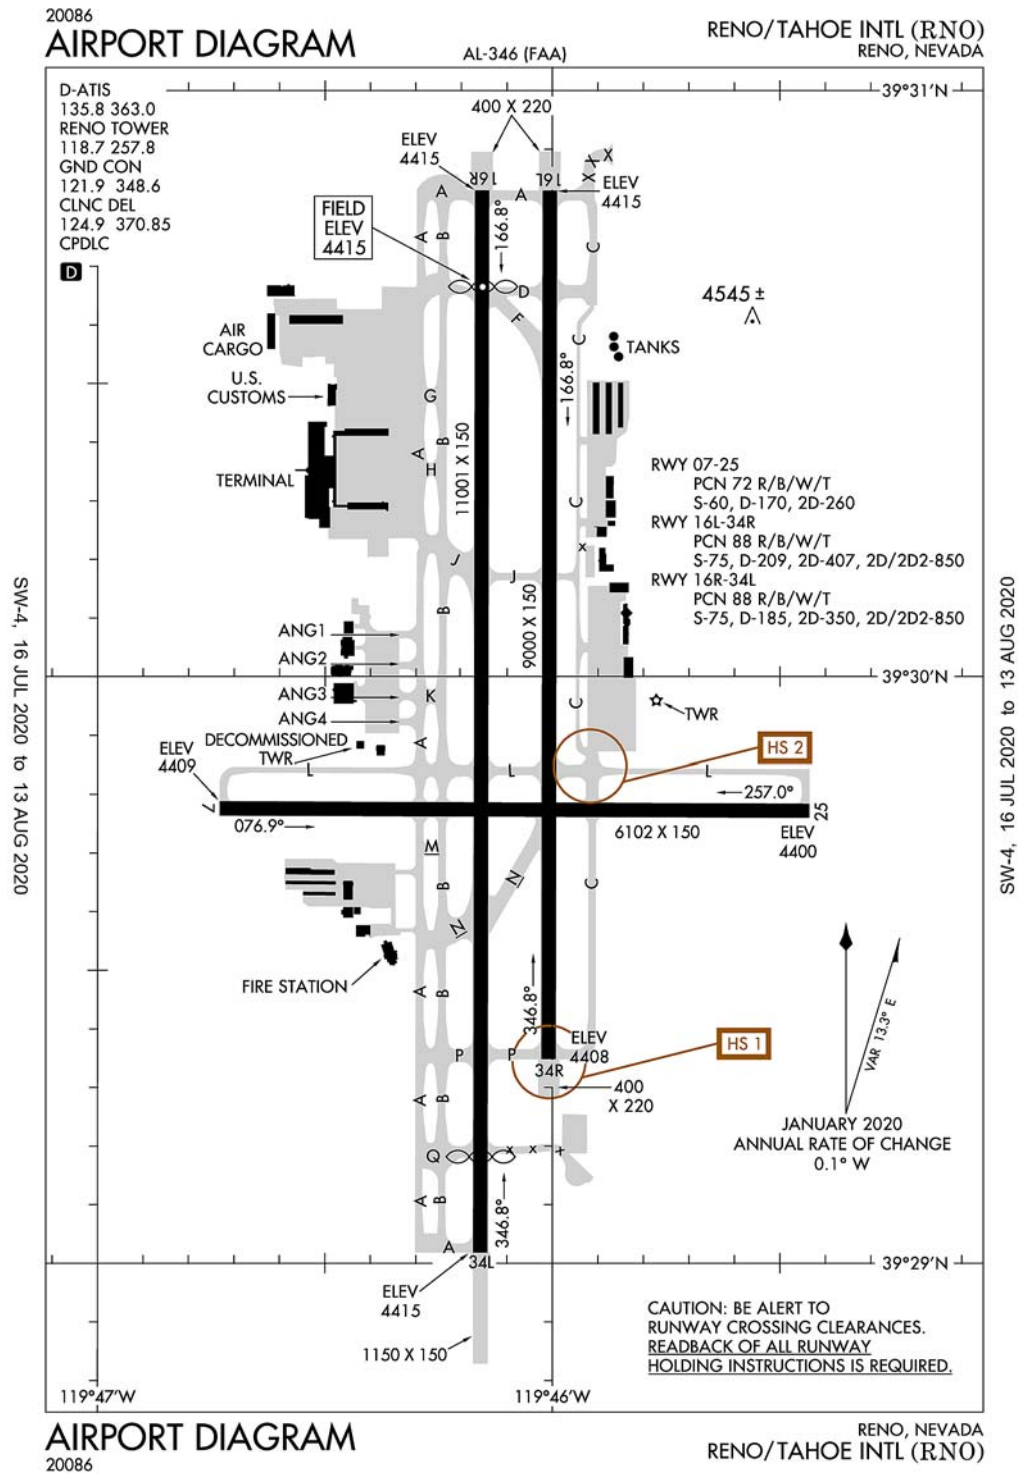 20086
AIRPORT DIAGRAM
AL-346 (FAA)
RENO/TAHOE INTL (RNO)
RENO, NEVADA
D-ATIS
135.8 363.0
RENO TOWER
118.7 257.8
GND CON
121.9 348.6
CLNC DEL
124.9 370.85
CPDLC
D
39°31'N
400 X 220
ELEV
4415
16R
16L
ELEV
4415
X
X
X
A
A
FIELD
ELEV
4415
A
B
166.8°
C
D
F
4545 ±
AIR
CARGO
C
TANKS
U.S.
CUSTOMS
G
166.8°
TERMINAL
A
B
H
11001 X 150
C
RWY 07-25
PCN 72 R/B/W/T
S-60, D-170, 2D-260
RWY 16L-34R
PCN 88 R/B/W/T
S-75, D-209, 2D-407, 2D/2D2-850
RWY 16R-34L
PCN 88 R/B/W/T
S-75, D-185, 2D-350, 2D/2D2-850
X
J
J
B
9000 X 150
ANG1
ANG2
ANG3
ANG4
39°30'N
K
C
TWR
DECOMMISSIONED
TWR
A
HS 2
ELEV
4409
L
L
L
257.0°
7
25
076.9°
6102 X 150
ELEV
4400
M
B
N
C
N
FIRE STATION
A
B
346.8°
ELEV
4408
HS 1
P
P
34R
400
X 220
A
B
VAR 13.3° E
JANUARY 2020
ANNUAL RATE OF CHANGE
0.1° W
Q
X
X
X
A
B
346.8°
A
34L
39°29'N
ELEV
4415
1150 X 150
CAUTION: BE ALERT TO
RUNWAY CROSSING CLEARANCES.
READBACK OF ALL RUNWAY
HOLDING INSTRUCTIONS IS REQUIRED.
119°47'W
119°46'W
SW-4, 16 JUL 2020 to 13 AUG 2020
SW-4, 16 JUL 2020 to 13 AUG 2020
AIRPORT DIAGRAM
20086
RENO, NEVADA
RENO/TAHOE INTL (RNO)